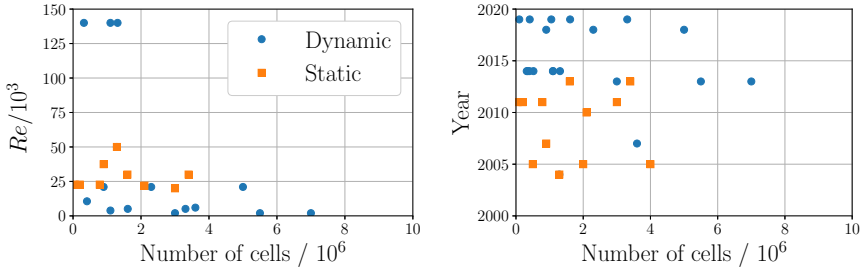 150
125
100
75
50
25
0
Re/10³
0 2 4 6 8 10
Number of cells / 10⁶
Dynamic
Static
2020
2015
2010
2005
2000
Year
0 2 4 6 8 10
Number of cells / 10⁶